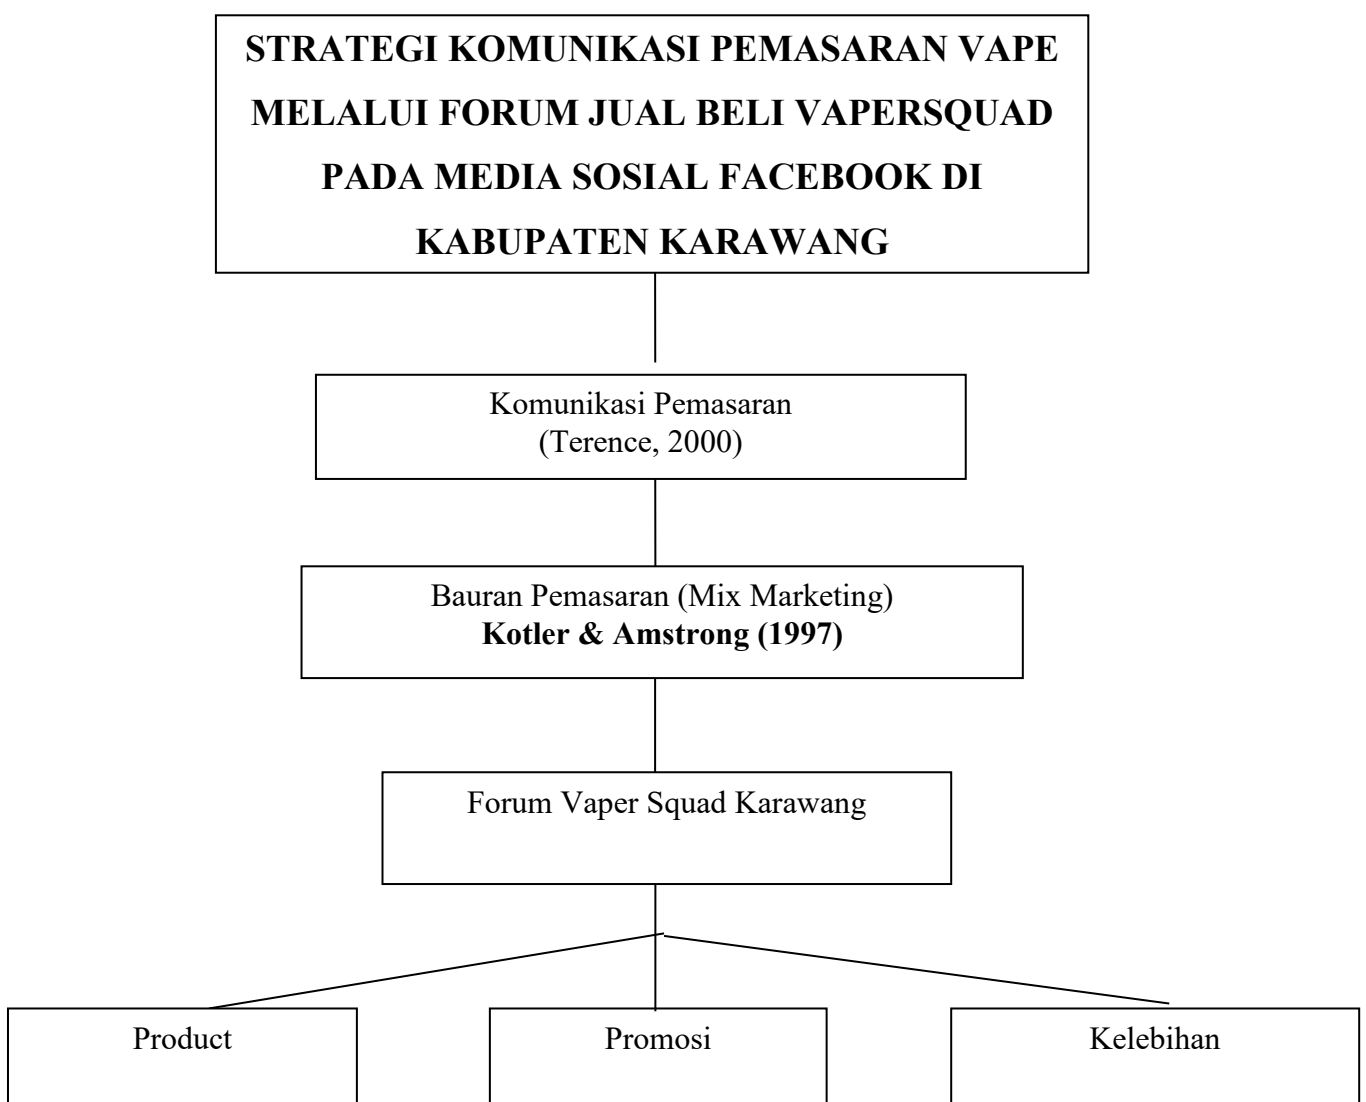 STRATEGI KOMUNIKASI PEMASARAN VAPE
MELALUI FORUM JUAL BELI VAPERSQUAD
PADA MEDIA SOSIAL FACEBOOK DI
KABUPATEN KARAWANG
Komunikasi Pemasaran
(Terence, 2000)
Bauran Pemasaran (Mix Marketing)
Kotler & Amstrong (1997)
Forum Vaper Squad Karawang
Product
Promosi
Kelebihan